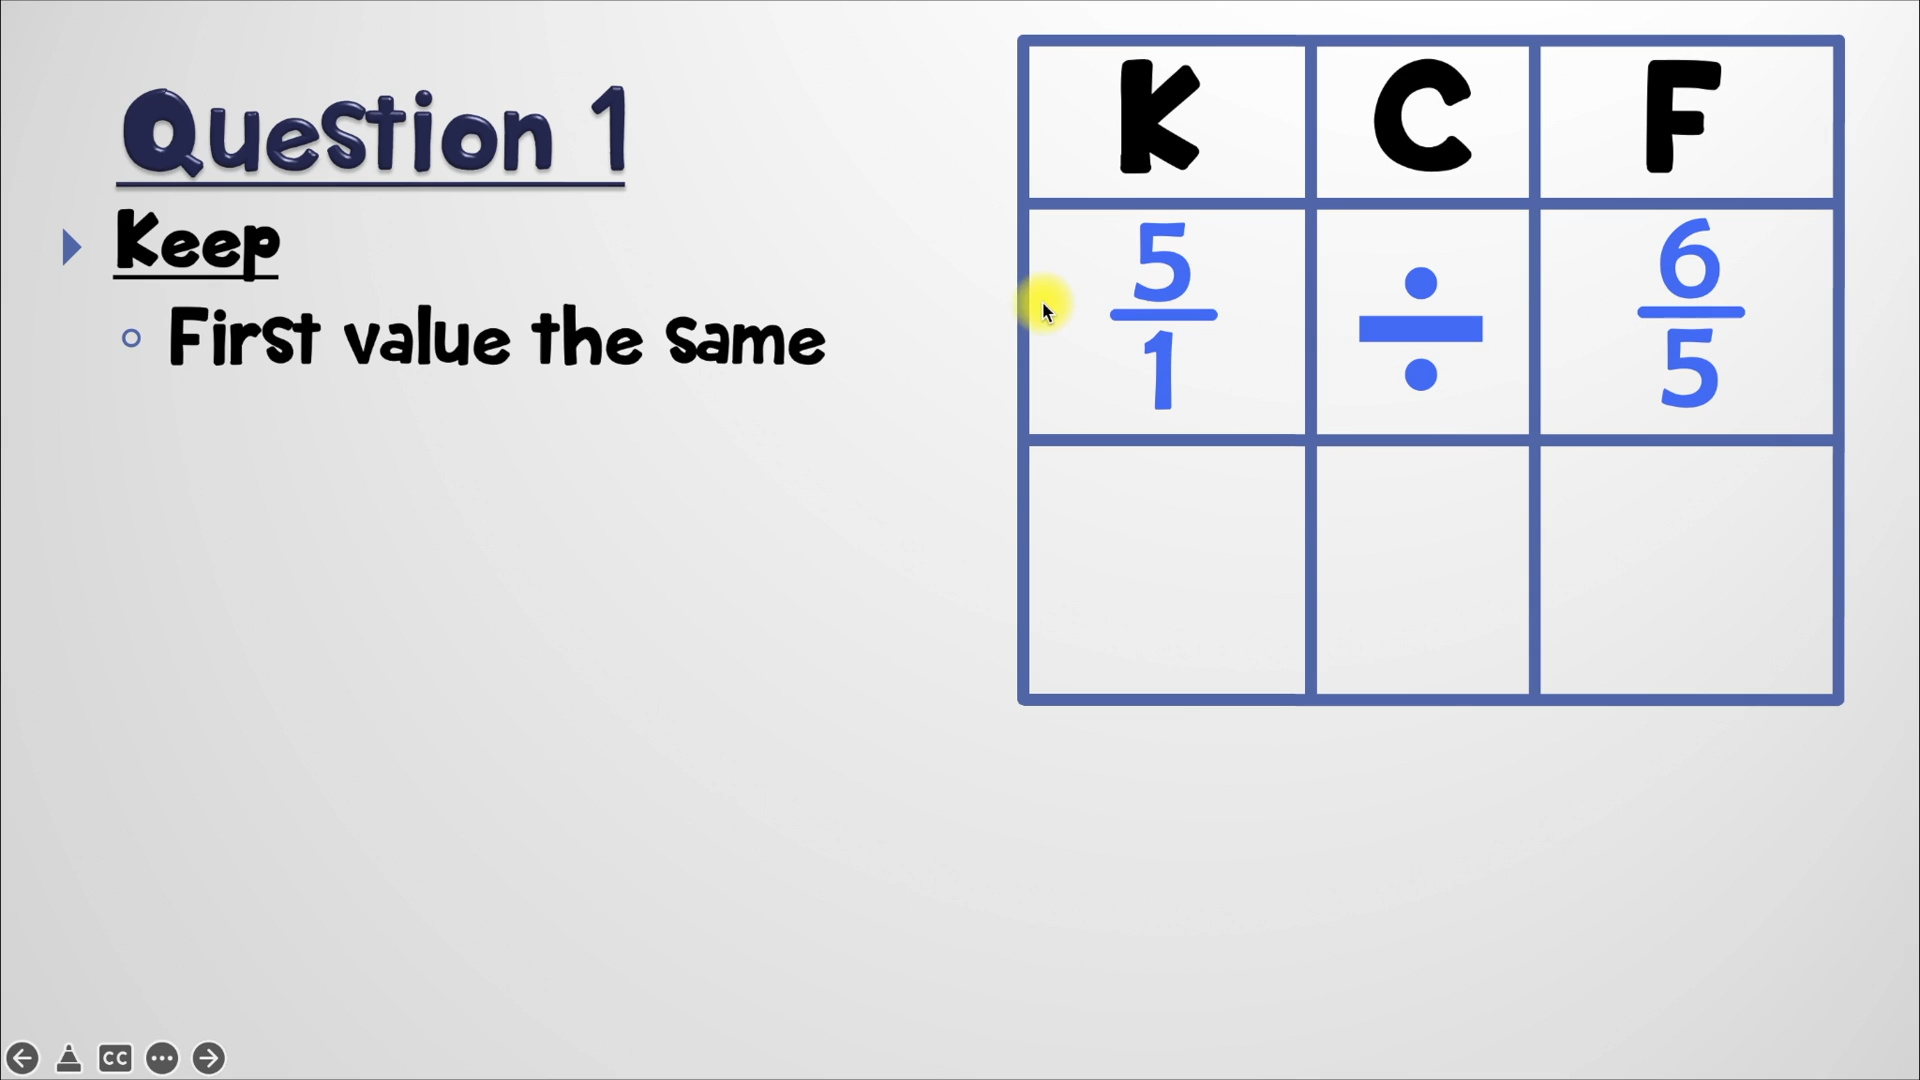 Question 1
Keep
First value the same
K C F
5/1 ÷ 6/5
CC